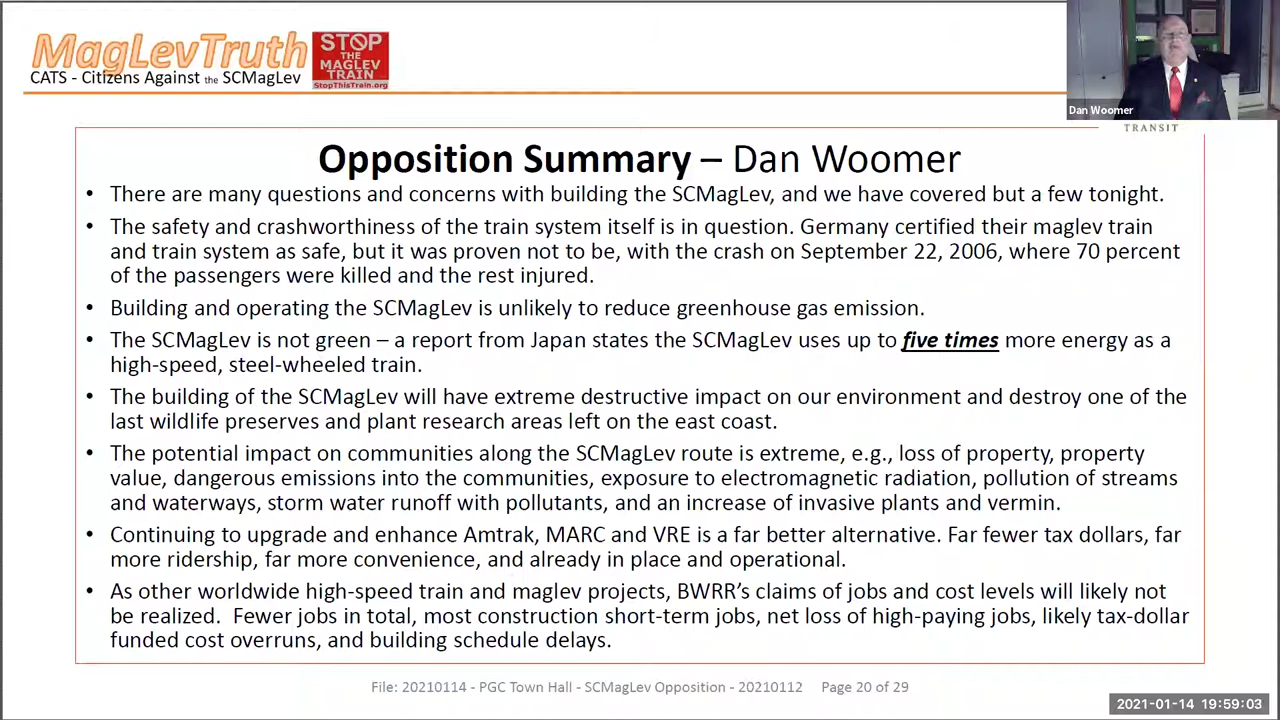 MagLevTruth
CATS - Citizens Against the SCMagLev
STOP
THE
MAGLEV
TRAIN
StopThisTrain.org
Dan Woomer
TRANSIT
Opposition Summary – Dan Woomer
• There are many questions and concerns with building the SCMagLev, and we have covered but a few tonight.
• The safety and crashworthiness of the train system itself is in question. Germany certified their maglev train
and train system as safe, but it was proven not to be, with the crash on September 22, 2006, where 70 percent
of the passengers were killed and the rest injured.
• Building and operating the SCMagLev is unlikely to reduce greenhouse gas emission.
• The SCMagLev is not green – a report from Japan states the SCMagLev uses up to five times more energy as a
high-speed, steel-wheeled train.
• The building of the SCMagLev will have extreme destructive impact on our environment and destroy one of the
last wildlife preserves and plant research areas left on the east coast.
• The potential impact on communities along the SCMagLev route is extreme, e.g., loss of property, property
value, dangerous emissions into the communities, exposure to electromagnetic radiation, pollution of streams
and waterways, storm water runoff with pollutants, and an increase of invasive plants and vermin.
• Continuing to upgrade and enhance Amtrak, MARC and VRE is a far better alternative. Far fewer tax dollars, far
more ridership, far more convenience, and already in place and operational.
• As other worldwide high-speed train and maglev projects, BWRR's claims of jobs and cost levels will likely not
be realized.  Fewer jobs in total, most construction short-term jobs, net loss of high-paying jobs, likely tax-dollar
funded cost overruns, and building schedule delays.
File: 20210114 - PGC Town Hall - SCMagLev Opposition - 20210112 Page 20 of 29
2021-01-14 19:59:03